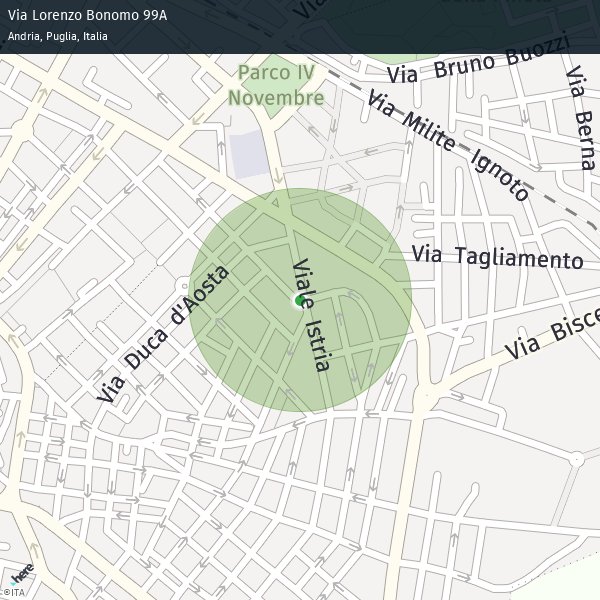 Via Lorenzo Bonomo 99A
Andria, Puglia, Italia
Via Bruno Buozzi
Parco IV
Novembre
Via Milite Ignoto
Via Berna
Via Tagliamento
Viale Istria
Via Duca d'Aosta
Via Bisce
here
©ITA